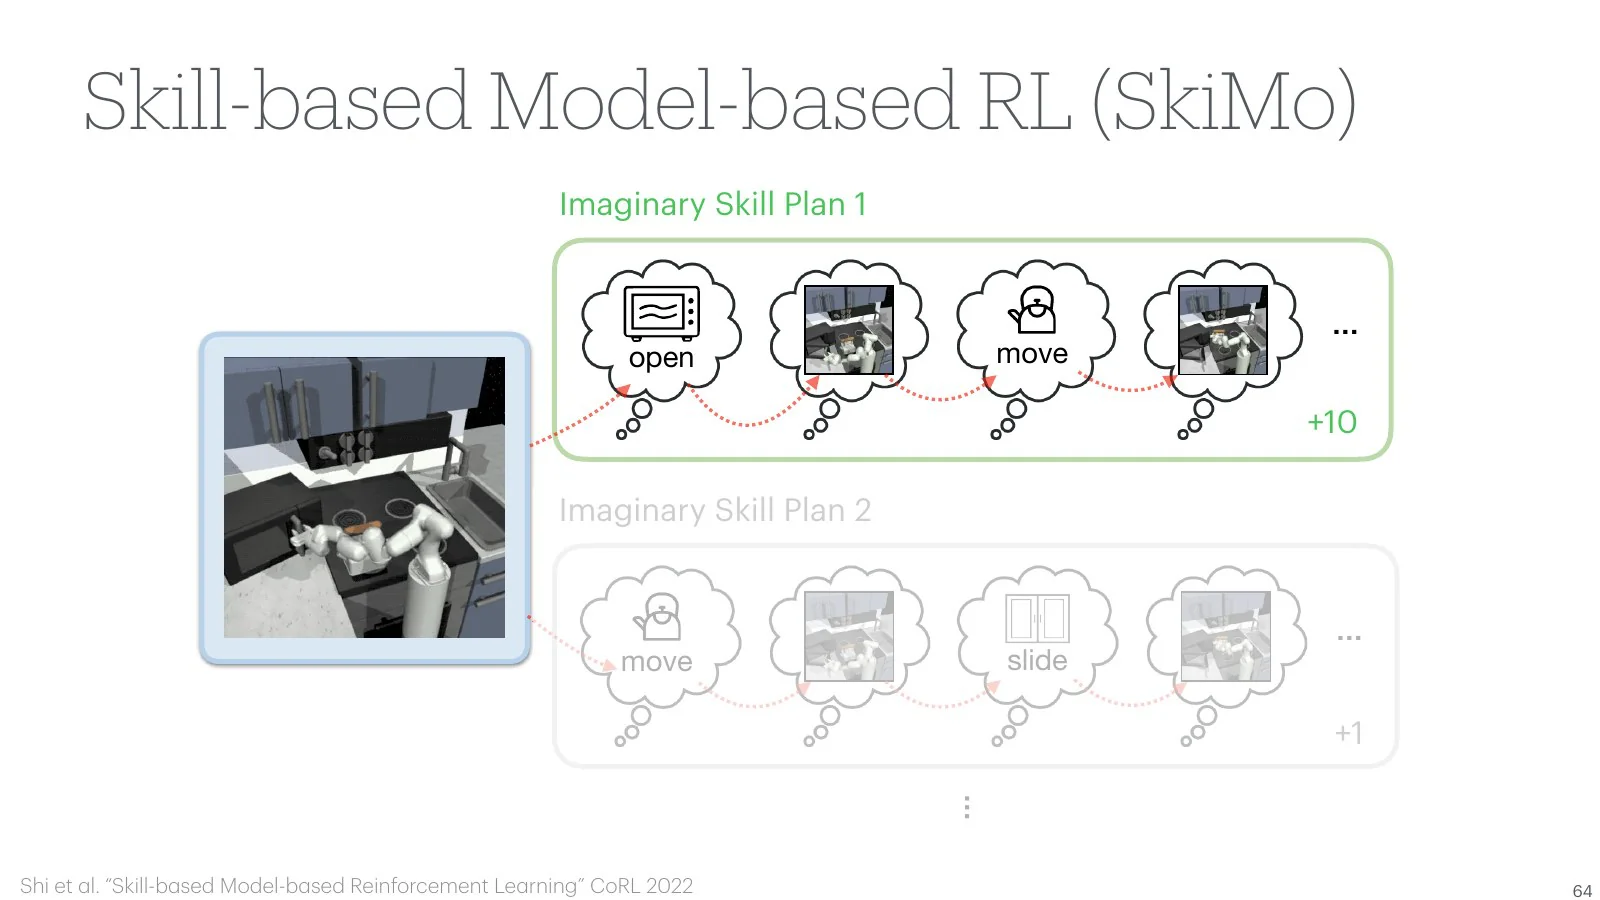 Skill-based Model-based RL (SkiMo)
Imaginary Skill Plan 1
open
move
...
+10
Imaginary Skill Plan 2
move
slide
...
+1
⋮
Shi et al. “Skill-based Model-based Reinforcement Learning” CoRL 2022
64